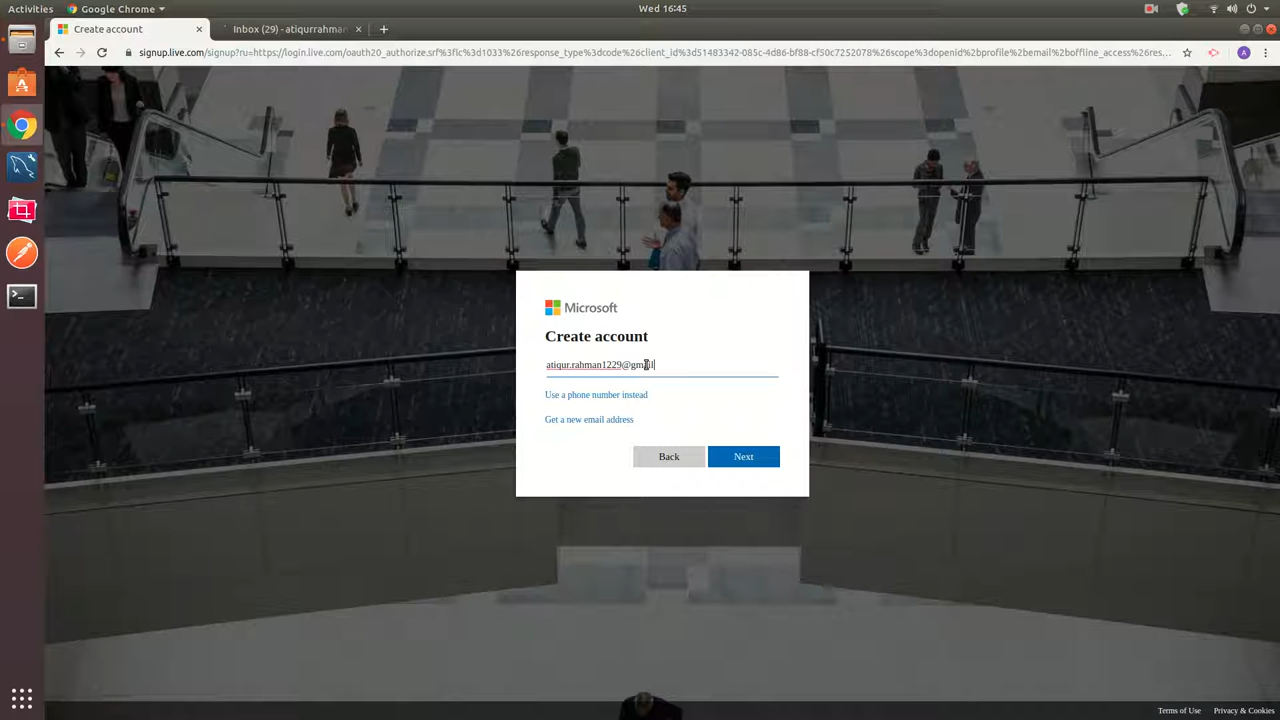 Activities
Google Chrome
Wed 16:45
Create account
Inbox (29) - atiqurrahman
signup.live.com/signup?ru=https://login.live.com/oauth20_authorize.srf%3flc%3d1033%26response_type%3dcode%26client_id%3d51483342-085c-4d86-bf88-cf50c7252078%26scope%3dopenid%2bprofile%2bemail%2boffline_access%26res...
A
Microsoft
Create account
atiqur.rahman1229@gmail
Use a phone number instead
Get a new email address
Back
Next
Terms of Use
Privacy & Cookies